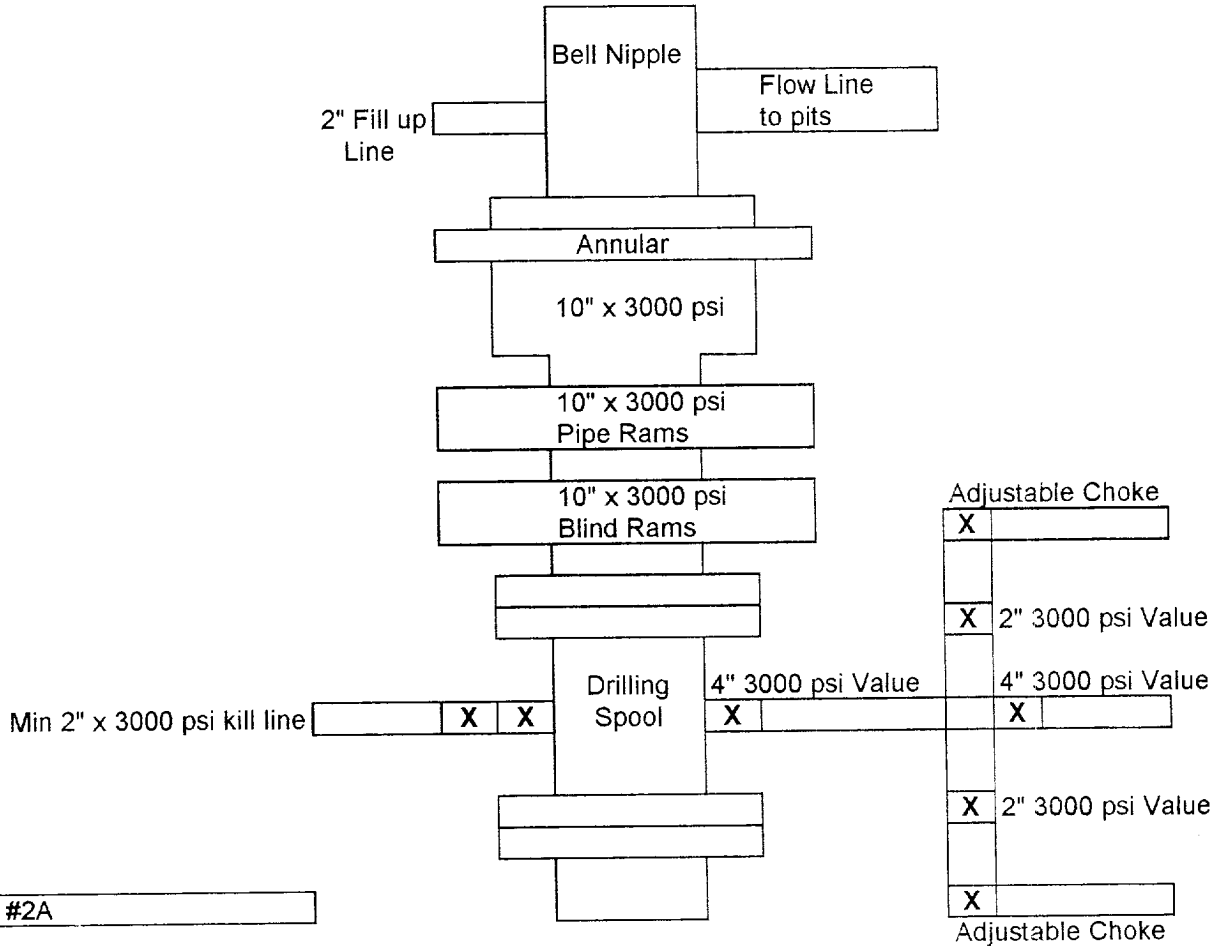 Bell Nipple
Flow Line
to pits
2" Fill up
Line
Annular
10" x 3000 psi
10" x 3000 psi
Pipe Rams
10" x 3000 psi
Blind Rams
Adjustable Choke
X
X 2" 3000 psi Value
Drilling
Spool
4" 3000 psi Value
4" 3000 psi Value
Min 2" x 3000 psi kill line
X X
X
X
X 2" 3000 psi Value
#2A
X
Adjustable Choke